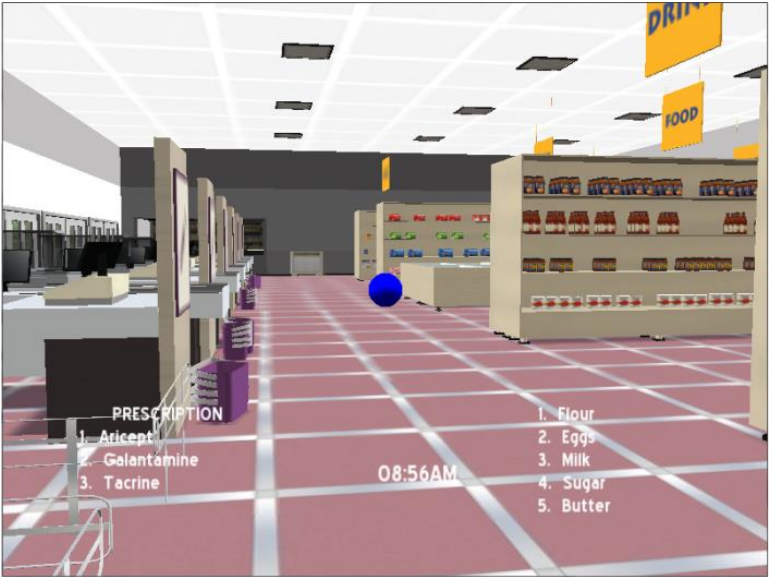 FOOD
PRESCRIPTION
1. Aricept
2. Galantamine
3. Tacrine
08:56AM
1. Flour
2. Eggs
3. Milk
4. Sugar
5. Butter